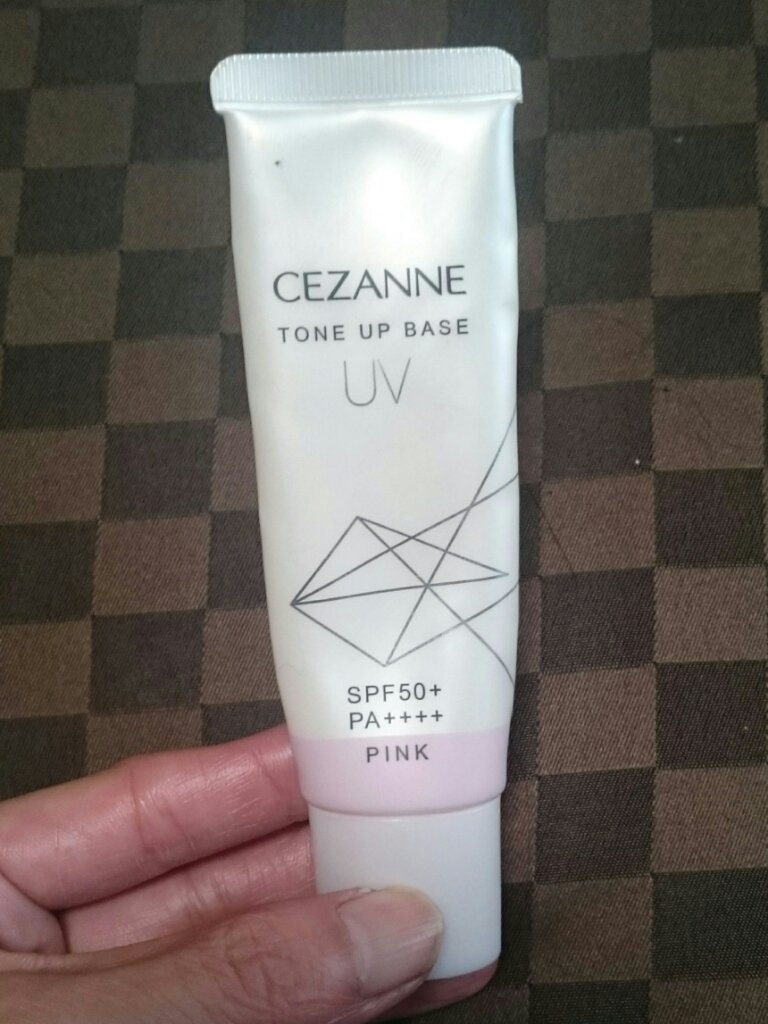 CEZANNE
TONE UP BASE
UV
SPF50+
PA++++
PINK